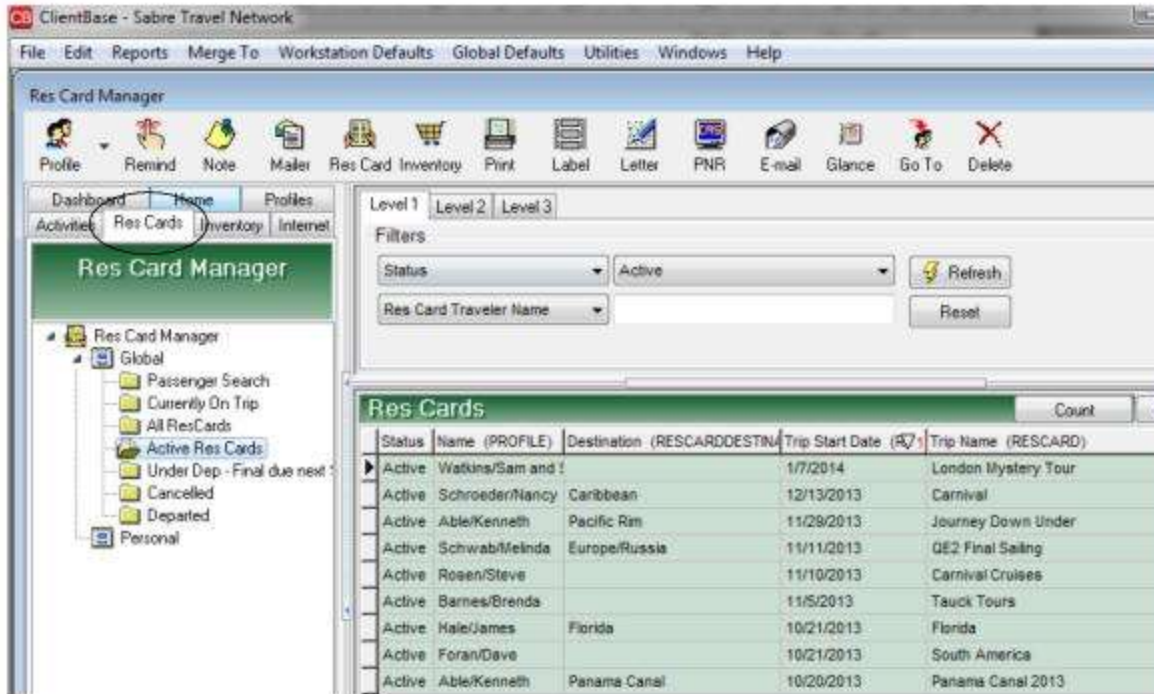 CB ClientBase - Sabre Travel Network
File Edit Reports Merge To Workstation Defaults Global Defaults Utilities Windows Help
Res Card Manager
Profile Remind Note Mailer Res Card Inventory Print Label Letter PNR E-mail Glance Go To Delete
Dashboard Home Profiles
Activities Res Cards Inventory Internet
Res Card Manager
Res Card Manager
Global
Passenger Search
Currently On Trip
All ResCards
Active Res Cards
Under Dep - Final due next
Cancelled
Departed
Personal
Level 1 Level 2 Level 3
Filters
Status Active Refresh
Res Card Traveler Name Reset
Res Cards Count
Status Name (PROFILE) Destination (RESCARDDESTINA Trip Start Date (R 1 Trip Name (RESCARD)
Active Watkins/Sam and S 1/7/2014 London Mystery Tour
Active Schroeder/Nancy Caribbean 12/13/2013 Carnival
Active Able/Kenneth Pacific Rim 11/29/2013 Journey Down Under
Active Schwab/Melinda Europe/Russia 11/11/2013 QE2 Final Sailing
Active Rosen/Steve 11/10/2013 Carnival Cruises
Active Barnes/Brenda 11/5/2013 Tauck Tours
Active Hale/James Florida 10/21/2013 Florida
Active Foran/Dave 10/21/2013 South America
Active Able/Kenneth Panama Canal 10/20/2013 Panama Canal 2013